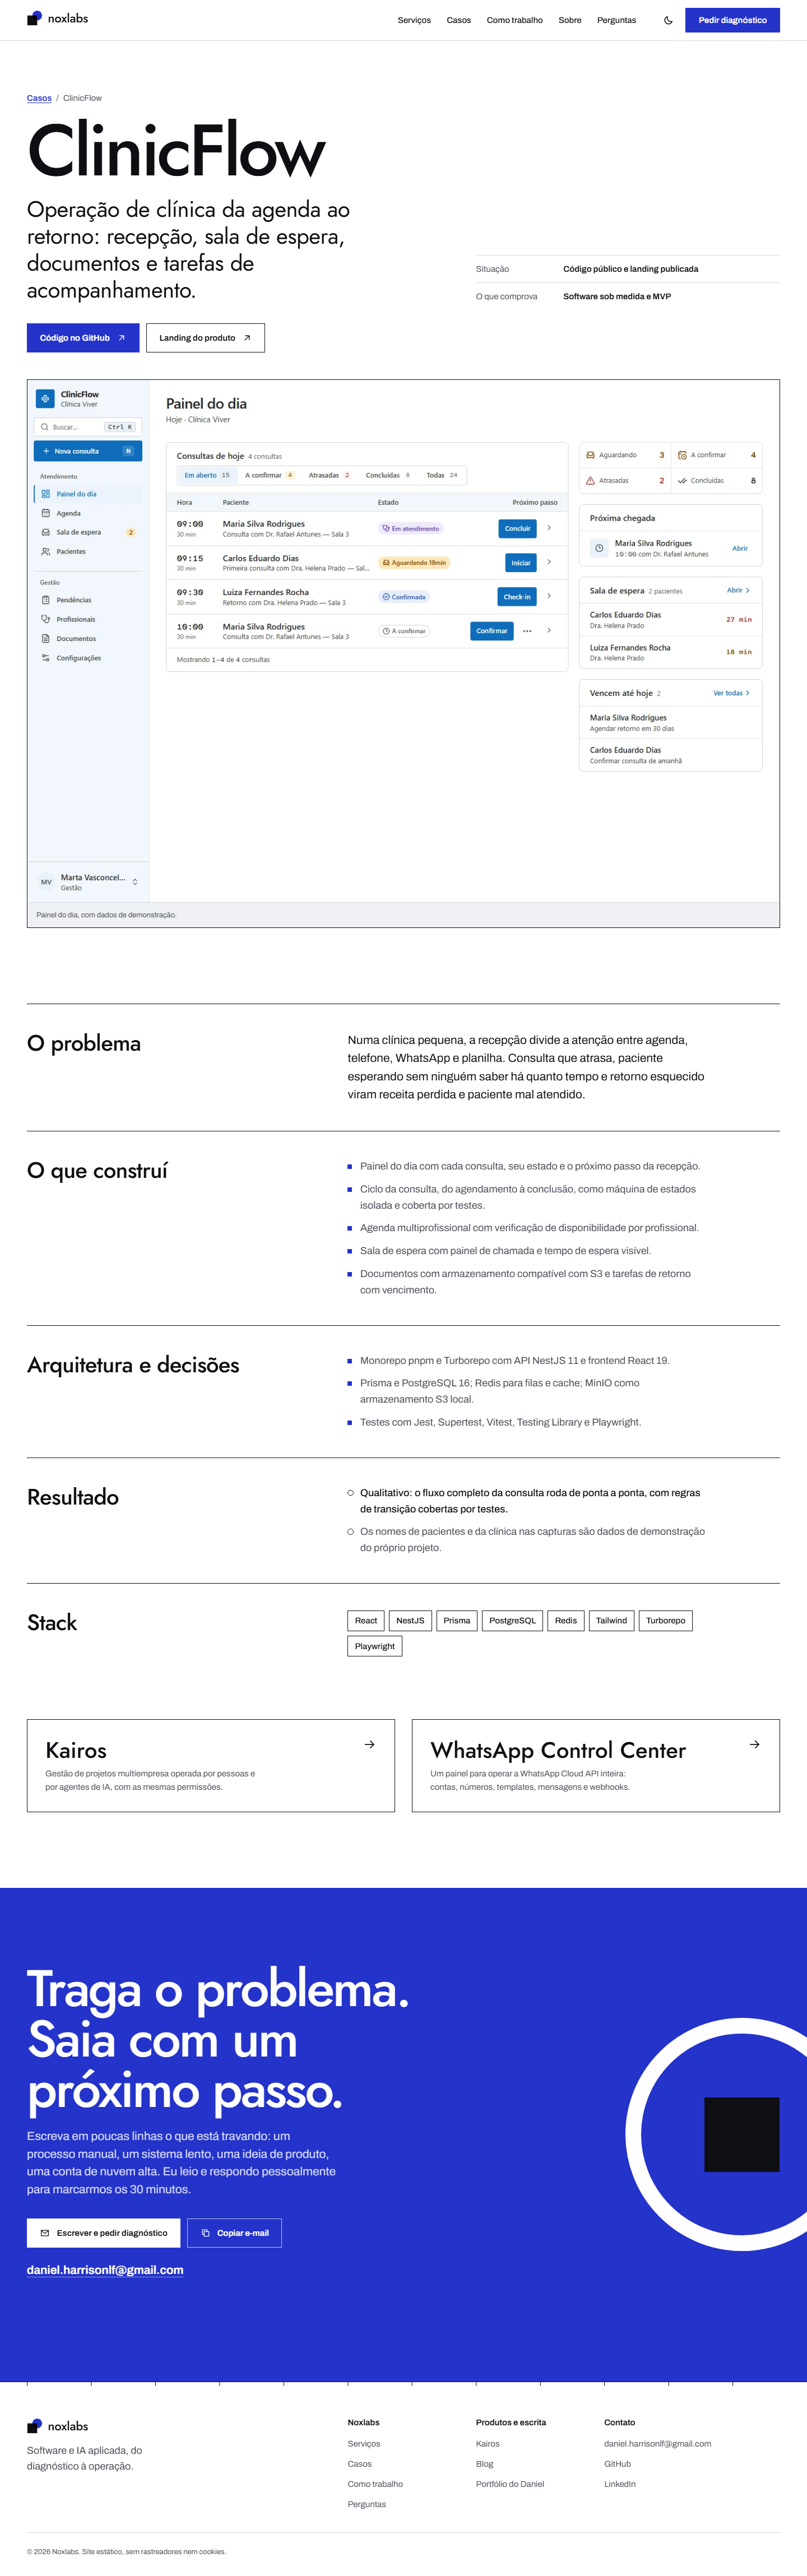 noxlabs
Serviços Casos Como trabalho Sobre Perguntas Pedir diagnóstico
Casos / ClinicFlow
ClinicFlow
Operação de clínica da agenda ao
retorno: recepção, sala de espera,
documentos e tarefas de
acompanhamento.
Situação Código público e landing publicada
O que comprova Software sob medida e MVP
Código no GitHub Landing do produto
ClinicFlow
Clínica Viver
Buscar... Ctrl K
Nova consulta N
Atendimento
Painel do dia
Agenda
Sala de espera 2
Pacientes
Gestão
Pendências
Profissionais
Documentos
Configurações
MV Marta Vasconcel...
Gestão
Painel do dia
Hoje · Clínica Viver
Consultas de hoje 4 consultas
Em aberto 15 A confirmar 4 Atrasadas 2 Concluídas 8 Todas 24
Hora Paciente Estado Próximo passo
09:00 Maria Silva Rodrigues Em atendimento Concluir
30 min Consulta com Dr. Rafael Antunes — Sala 3
09:15 Carlos Eduardo Dias Aguardando 18min Iniciar
30 min Primeira consulta com Dra. Helena Prado — Sal...
09:30 Luiza Fernandes Rocha Confirmada Check-in
30 min Retorno com Dra. Helena Prado — Sala 3
10:00 Maria Silva Rodrigues A confirmar Confirmar
30 min Consulta com Dr. Rafael Antunes — Sala 3
Mostrando 1–4 de 4 consultas
Aguardando 3 A confirmar 4
Atrasadas 2 Concluídas 8
Próxima chegada
Maria Silva Rodrigues
10:00 com Dr. Rafael Antunes Abrir
Sala de espera 2 pacientes Abrir
Carlos Eduardo Dias 27 min
Dra. Helena Prado
Luiza Fernandes Rocha 18 min
Dra. Helena Prado
Vencem até hoje 2 Ver todas
Maria Silva Rodrigues
Agendar retorno em 30 dias
Carlos Eduardo Dias
Confirmar consulta de amanhã
Painel do dia, com dados de demonstração.
O problema
Numa clínica pequena, a recepção divide a atenção entre agenda,
telefone, WhatsApp e planilha. Consulta que atrasa, paciente
esperando sem ninguém saber há quanto tempo e retorno esquecido
viram receita perdida e paciente mal atendido.
O que construí
Painel do dia com cada consulta, seu estado e o próximo passo da recepção.
Ciclo da consulta, do agendamento à conclusão, como máquina de estados
isolada e coberta por testes.
Agenda multiprofissional com verificação de disponibilidade por profissional.
Sala de espera com painel de chamada e tempo de espera visível.
Documentos com armazenamento compatível com S3 e tarefas de retorno
com vencimento.
Arquitetura e decisões
Monorepo pnpm e Turborepo com API NestJS 11 e frontend React 19.
Prisma e PostgreSQL 16; Redis para filas e cache; MinIO como
armazenamento S3 local.
Testes com Jest, Supertest, Vitest, Testing Library e Playwright.
Resultado
Qualitativo: o fluxo completo da consulta roda de ponta a ponta, com regras
de transição cobertas por testes.
Os nomes de pacientes e da clínica nas capturas são dados de demonstração
do próprio projeto.
Stack
React NestJS Prisma PostgreSQL Redis Tailwind Turborepo
Playwright
Kairos
Gestão de projetos multiempresa operada por pessoas e
por agentes de IA, com as mesmas permissões.
WhatsApp Control Center
Um painel para operar a WhatsApp Cloud API inteira:
contas, números, templates, mensagens e webhooks.
Traga o problema.
Saia com um
próximo passo.
Escreva em poucas linhas o que está travando: um
processo manual, um sistema lento, uma ideia de produto,
uma conta de nuvem alta. Eu leio e respondo pessoalmente
para marcarmos os 30 minutos.
Escrever e pedir diagnóstico Copiar e-mail
daniel.harrisonlf@gmail.com
noxlabs
Software e IA aplicada, do
diagnóstico à operação.
Noxlabs
Serviços
Casos
Como trabalho
Perguntas
Produtos e escrita
Kairos
Blog
Portfólio do Daniel
Contato
daniel.harrisonlf@gmail.com
GitHub
LinkedIn
© 2026 Noxlabs. Site estático, sem rastreadores nem cookies.